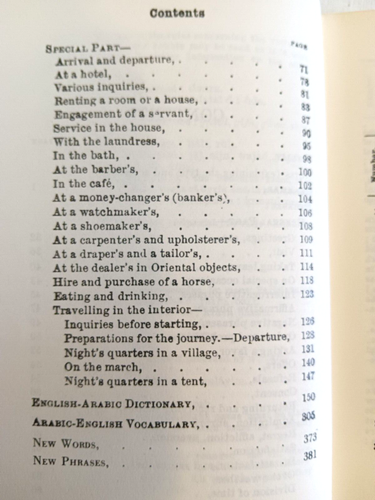 Contents
PAGE
SPECIAL PART—
Arrival and departure, . . . . 71
At a hotel, . . . . . . 78
Various inquiries, . . . . . 81
Renting a room or a house, . . . . 83
Engagement of a servant, . . . . 87
Service in the house, . . . . 90
With the laundress, . . . . . 95
In the bath, . . . . . . 98
At the barber's, . . . . . 100
In the café, . . . . . . 102
At a money-changer's (banker's), . . . 104
At a watchmaker's, . . . . . 106
At a shoemaker's, . . . . . 108
At a carpenter's and upholsterer's, . . . 109
At a draper's and a tailor's, . . . . 111
At the dealer in Oriental objects, . . . 114
Hire and purchase of a horse, . . . 118
Eating and drinking, . . . . . 123
Travelling in the interior—
Inquiries before starting, . . . . 126
Preparations for the journey.—Departure, 128
Night's quarters in a village, . . . 131
On the march, . . . . . 140
Night's quarters in a tent, . . . . 147
ENGLISH-ARABIC DICTIONARY, . . . . 150
ARABIC-ENGLISH VOCABULARY, . . . . 305
NEW WORDS, . . . . . . 373
NEW PHRASES, . . . . . . 381